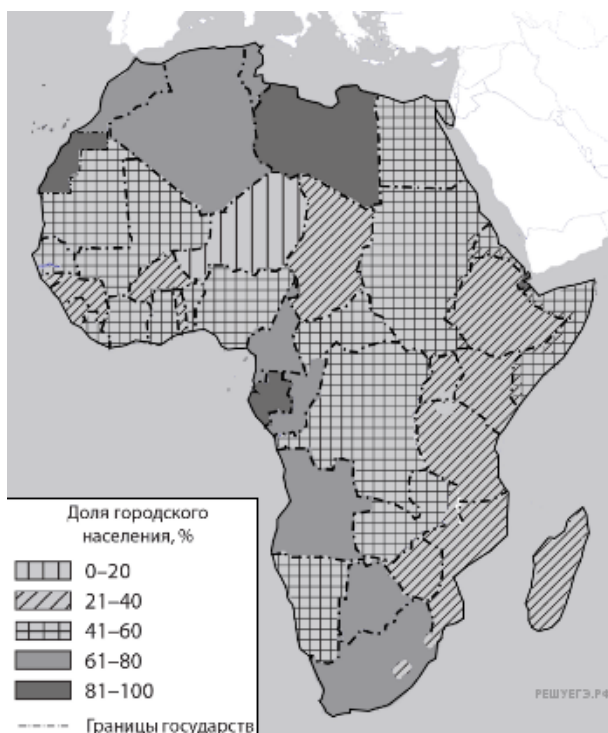 Доля городского
населения, %
0–20
21–40
41–60
61–80
81–100
Границы государств
РЕШУЕГЭ.РФ